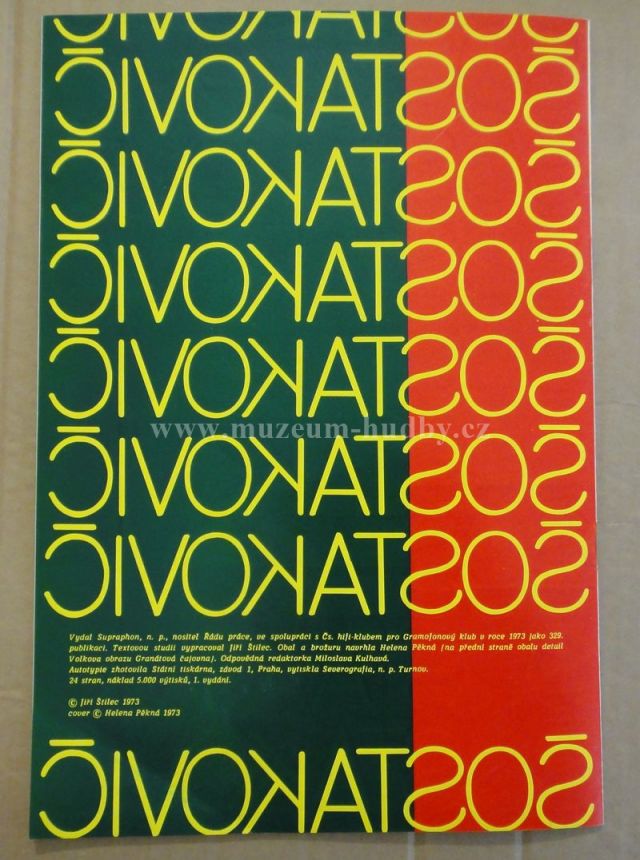 ŠOSTAKOVIČ
ŠOSTAKOVIČ
ŠOSTAKOVIČ
ŠOSTAKOVIČ
ŠOSTAKOVIČ
www.muzeum-hudby.cz
ŠOSTAKOVIČ
ŠOSTAKOVIČ
Vydal Supraphon, n. p., nositel Řádu práce, ve spolupráci s Čs. hifi-klubem pro Gramofonový klub v roce 1973 jako 329.
publikaci. Textovou studii vypracoval Jiří Štilec. Obal a brožuru navrhla Helena Pěkná (na přední straně obalu detail
Volkova obrazu Granátová čajovna). Odpovědná redaktorka Miloslava Kulhavá.
Autotypie zhotovila Státní tiskárna, závod 1, Praha, vytiskla Severografia, n. p. Turnov.
24 stran, náklad 5.000 výtisků, 1. vydání.
© Jiří Štilec 1973
cover © Helena Pěkná 1973
ŠOSTAKOVIČ